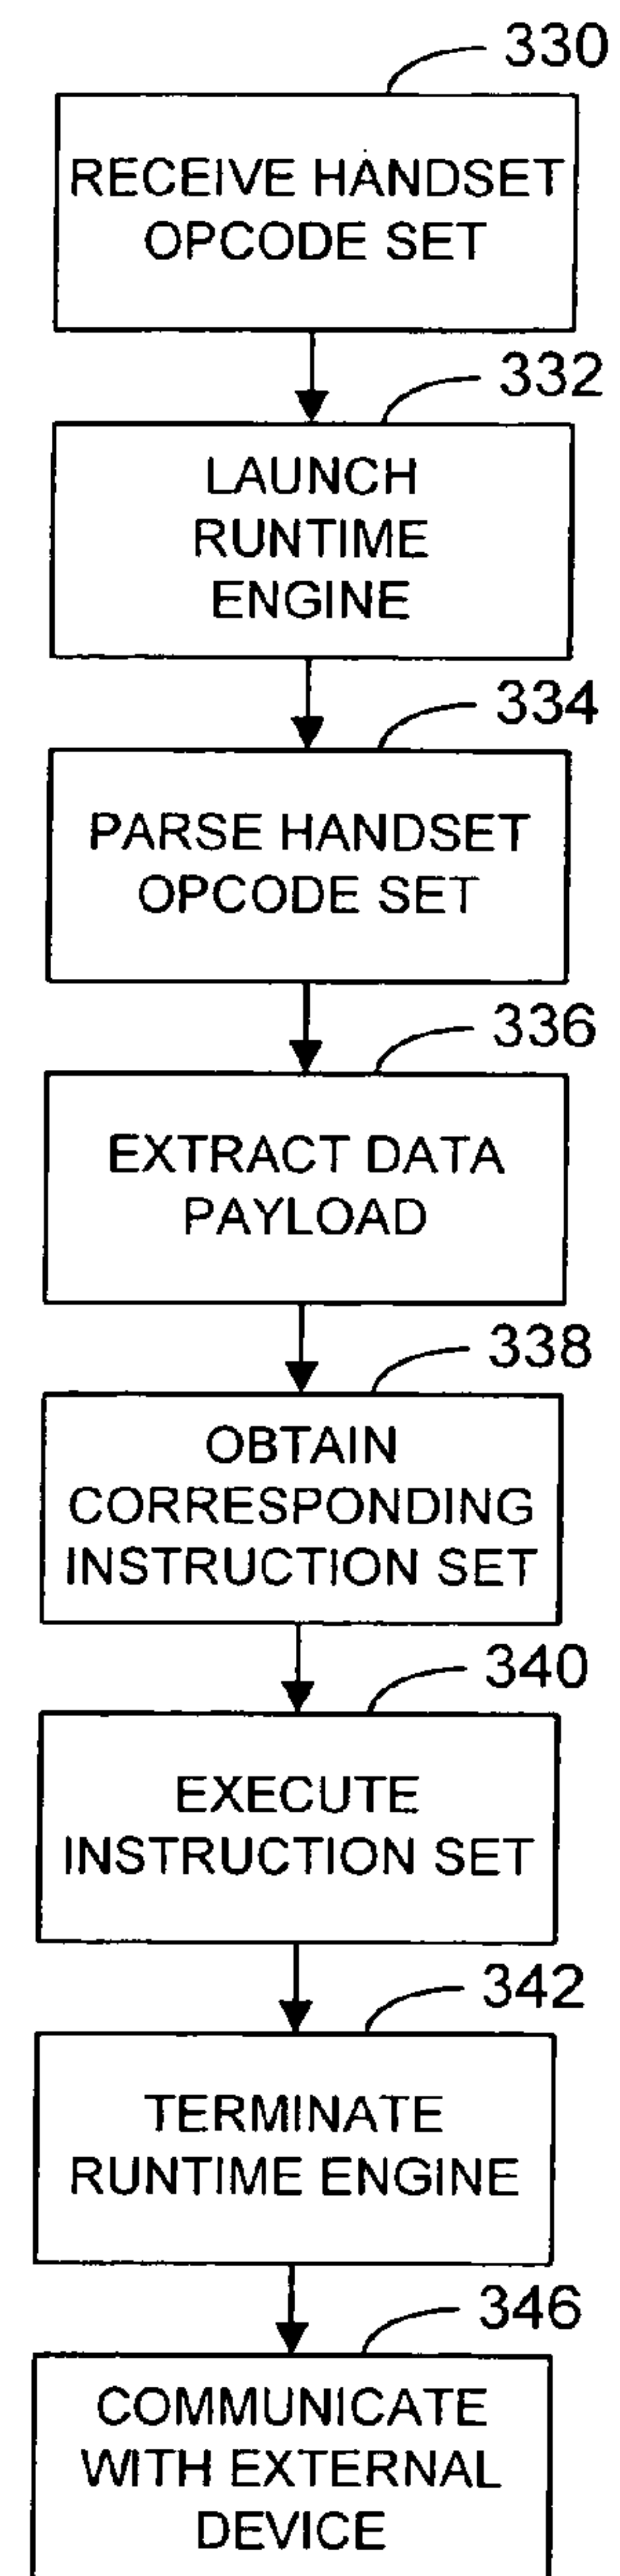 330
RECEIVE HANDSET
OPCODE SET
332
LAUNCH
RUNTIME
ENGINE
334
PARSE HANDSET
OPCODE SET
336
EXTRACT DATA
PAYLOAD
338
OBTAIN
CORRESPONDING
INSTRUCTION SET
340
EXECUTE
INSTRUCTION SET
342
TERMINATE
RUNTIME ENGINE
346
COMMUNICATE
WITH EXTERNAL
DEVICE